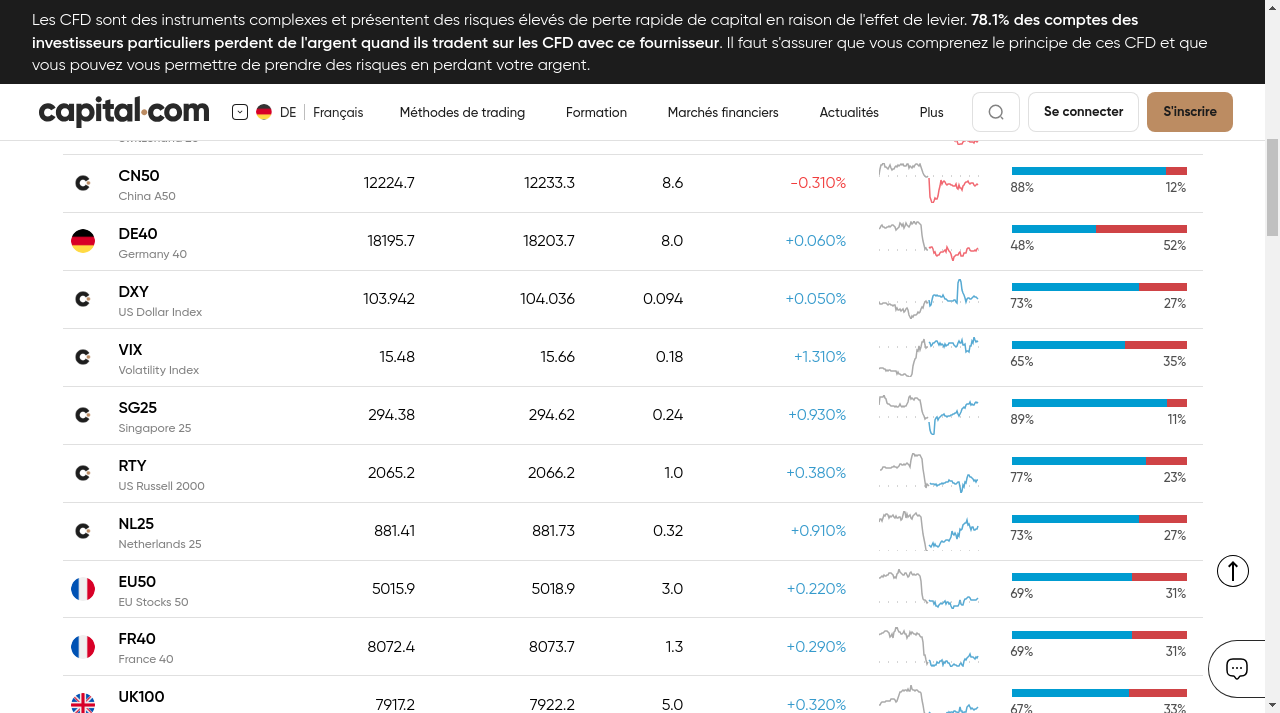 Les CFD sont des instruments complexes et présentent des risques élevés de perte rapide de capital en raison de l'effet de levier. 78.1% des comptes des
investisseurs particuliers perdent de l'argent quand ils tradent sur les CFD avec ce fournisseur. Il faut s'assurer que vous comprenez le principe de ces CFD et que
vous pouvez vous permettre de prendre des risques en perdant votre argent.
capital.com DE Français Méthodes de trading Formation Marchés financiers Actualités Plus Se connecter S'inscrire
CN50 12224.7 12233.3 8.6 -0.310%
China A50 88% 12%
DE40 18195.7 18203.7 8.0 +0.060%
Germany 40 48% 52%
DXY 103.942 104.036 0.094 +0.050%
US Dollar Index 73% 27%
VIX 15.48 15.66 0.18 +1.310%
Volatility Index 65% 35%
SG25 294.38 294.62 0.24 +0.930%
Singapore 25 89% 11%
RTY 2065.2 2066.2 1.0 +0.380%
US Russell 2000 77% 23%
NL25 881.41 881.73 0.32 +0.910%
Netherlands 25 73% 27%
EU50 5015.9 5018.9 3.0 +0.220%
EU Stocks 50 69% 31%
FR40 8072.4 8073.7 1.3 +0.290%
France 40 69% 31%
UK100 7917.2 7922.2 5.0 +0.320%
67% 33%